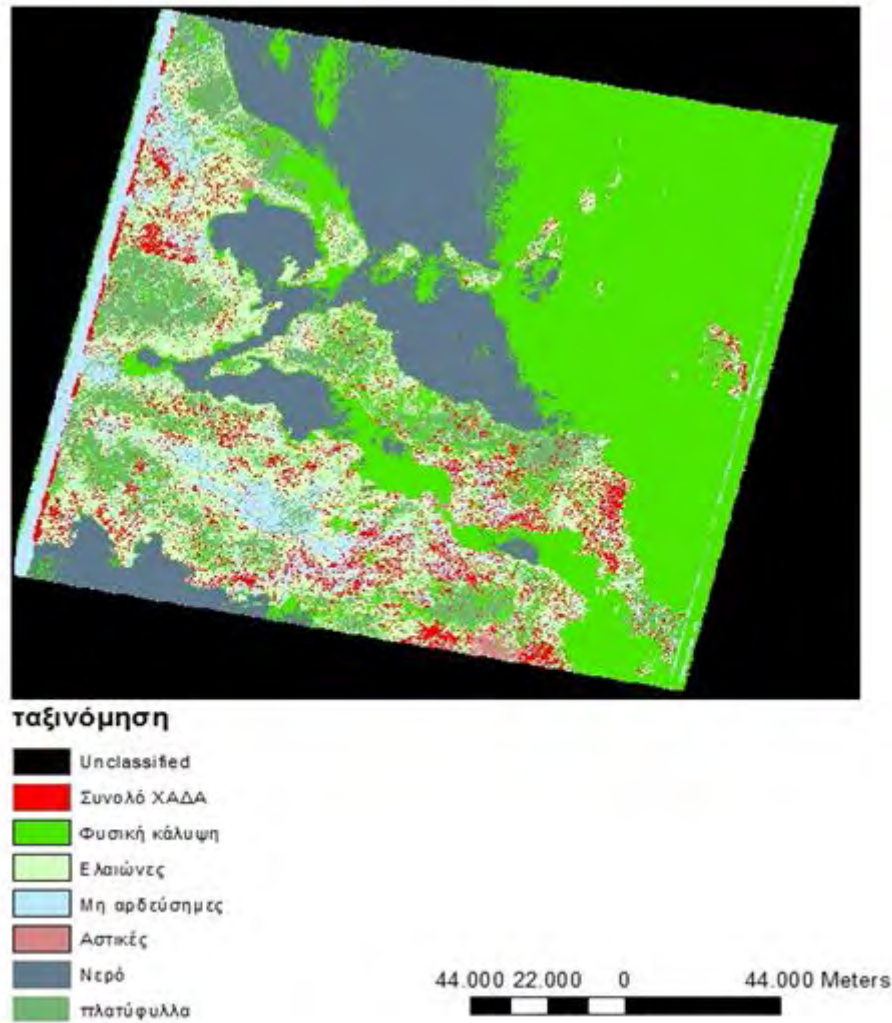 ταξινόμηση
Unclassified
Συνολό ΧΑΔΑ
Φυσική κάλυψη
Ελαιώνες
Μη αρδεύσημες
Αστικές
Νερό
πλατύφυλλα
44.000 22.000 0 44.000 Meters